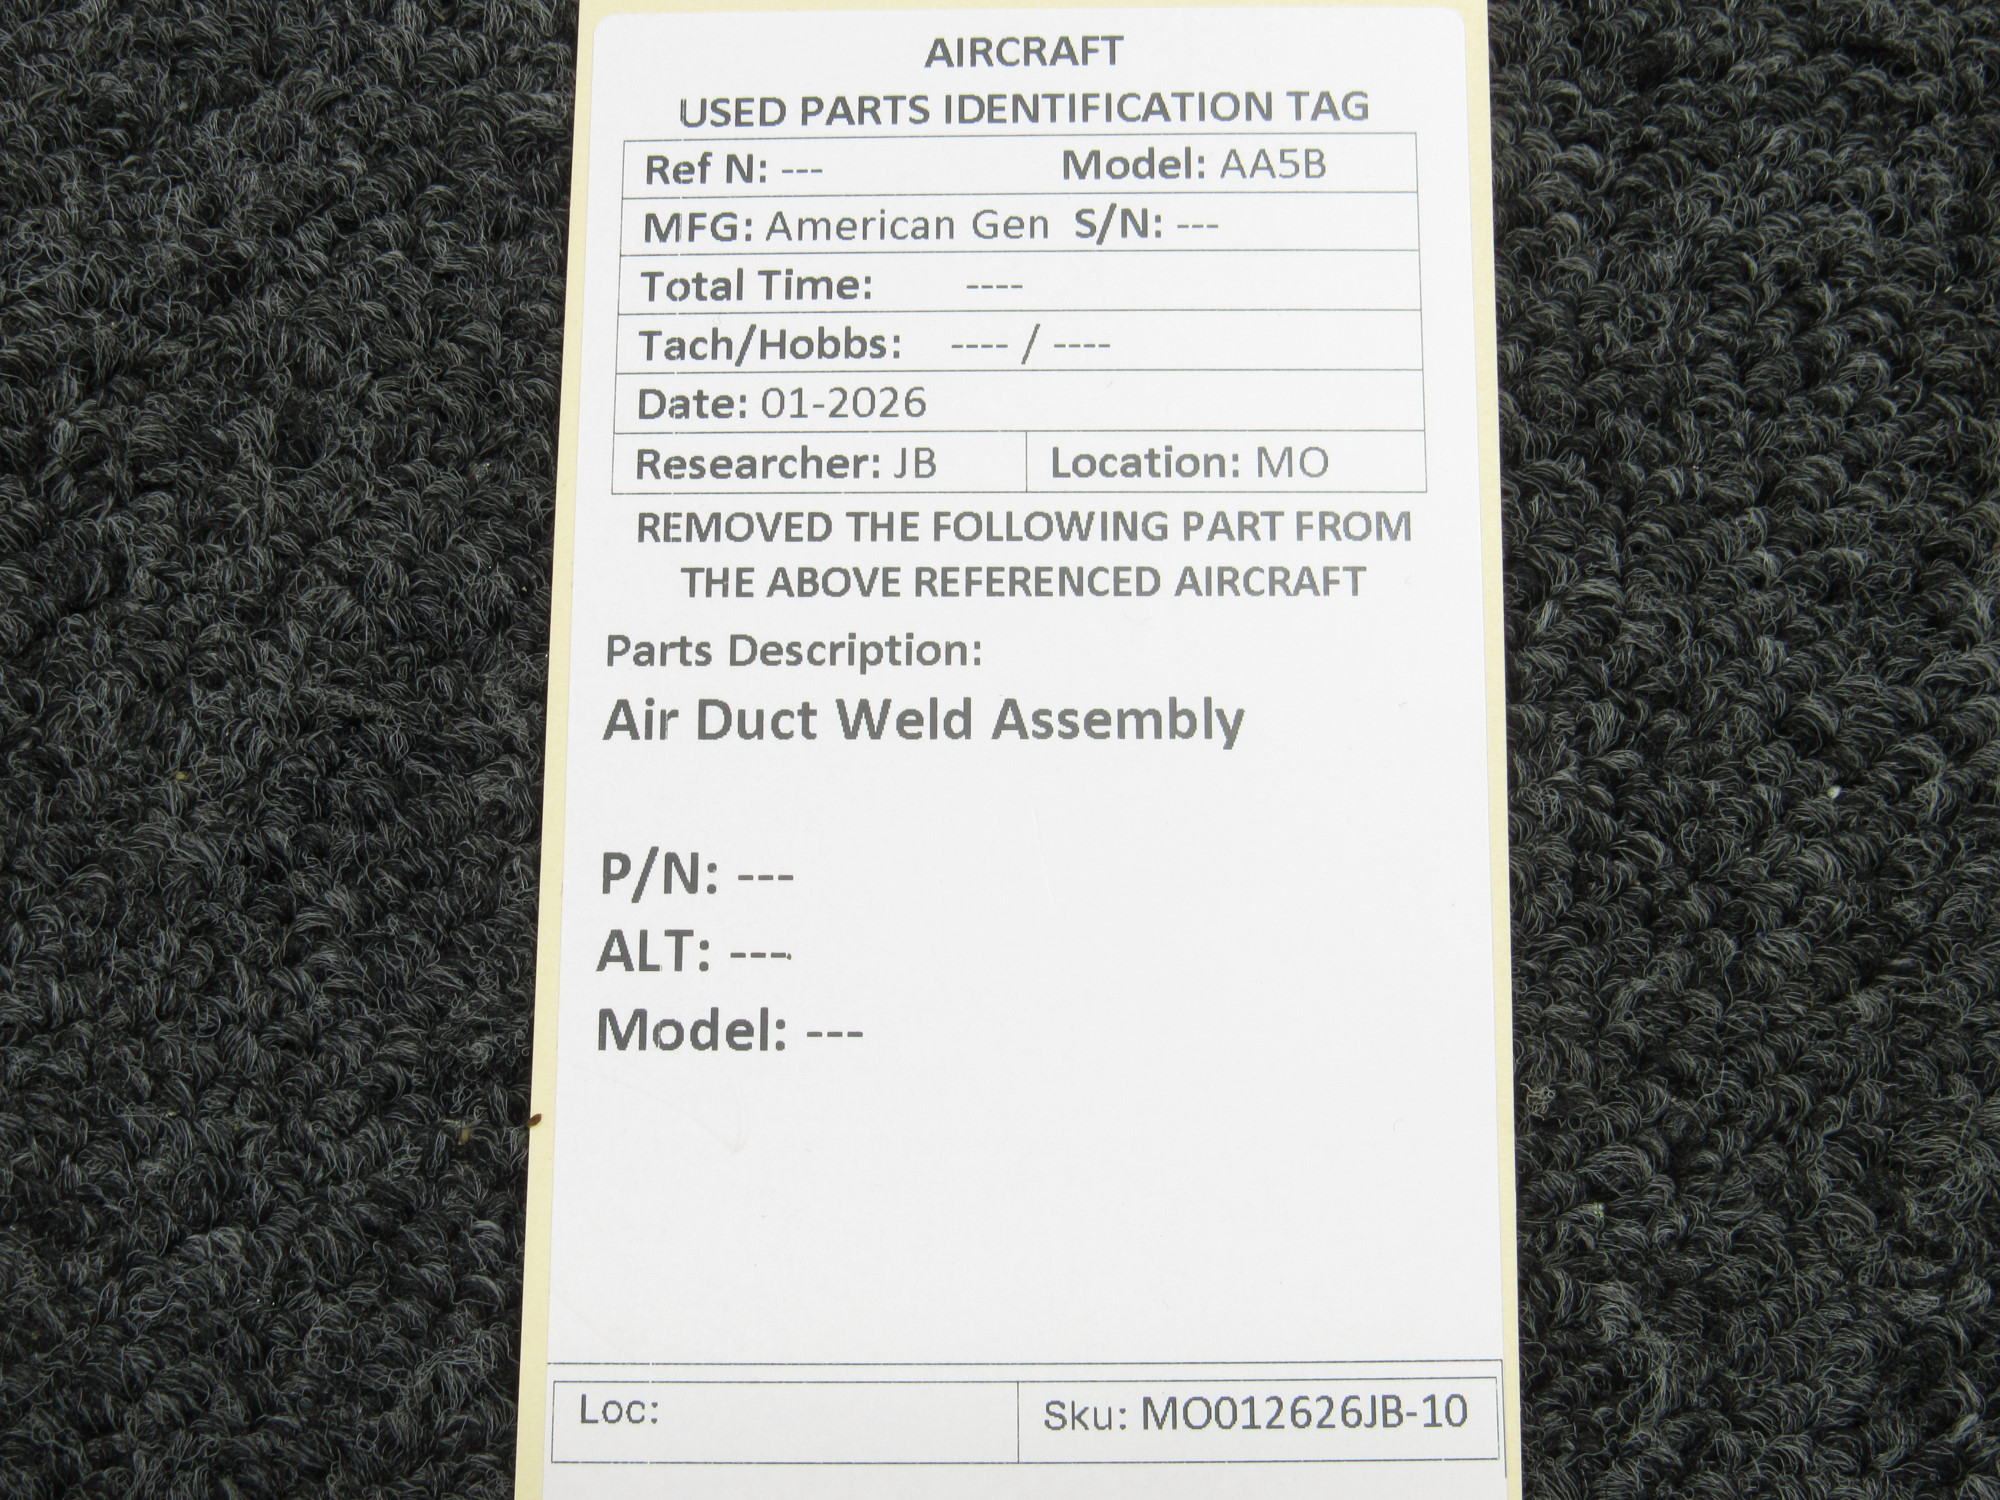 AIRCRAFT
USED PARTS IDENTIFICATION TAG
Ref N: --- Model: AA5B
MFG: American Gen S/N: ---
Total Time: ----
Tach/Hobbs: ---- / ----
Date: 01-2026
Researcher: JB Location: MO
REMOVED THE FOLLOWING PART FROM
THE ABOVE REFERENCED AIRCRAFT
Parts Description:
Air Duct Weld Assembly
P/N: ---
ALT: ---
Model: ---
Loc: Sku: MO012626JB-10